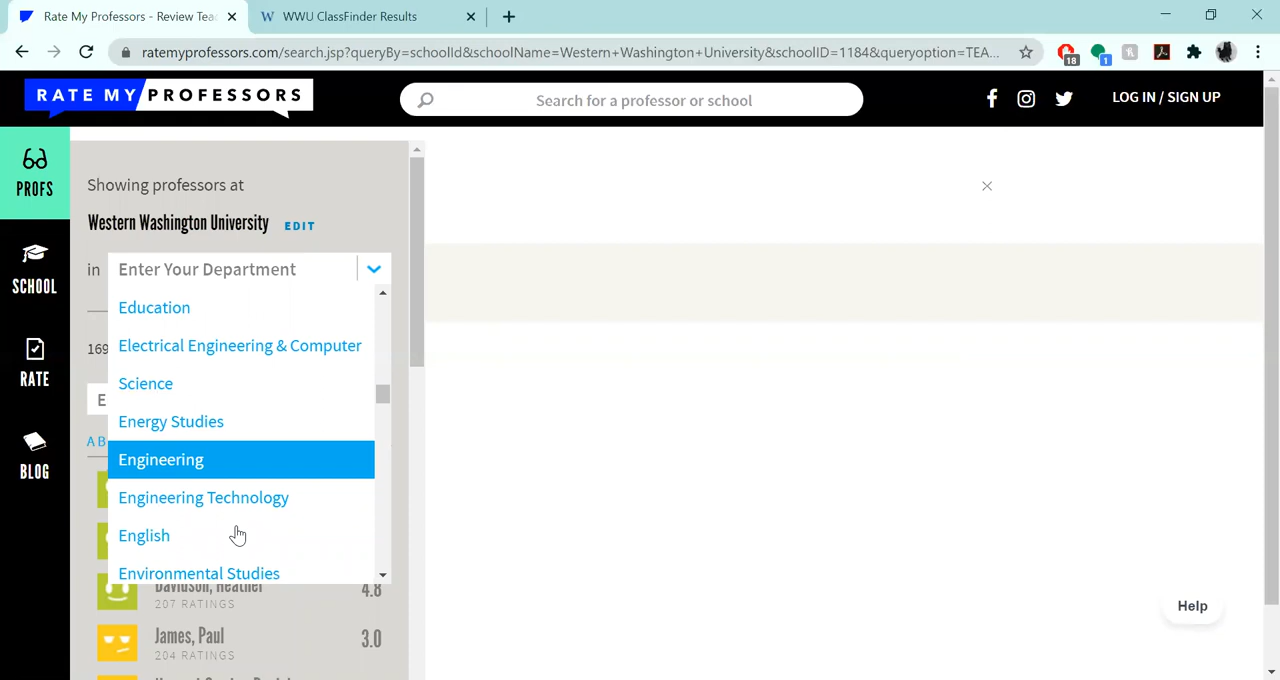 Rate My Professors - Review Tea
WWU ClassFinder Results
ratemyprofessors.com/search.jsp?queryBy=schoolId&schoolName=Western+Washington+University&schoolID=1184&queryoption=TEA...
18
1
RATE MY PROFESSORS
Search for a professor or school
LOG IN / SIGN UP
PROFS
SCHOOL
RATE
BLOG
Showing professors at
Western Washington University EDIT
in Enter Your Department
Education
Electrical Engineering & Computer
Science
Energy Studies
Engineering
Engineering Technology
English
Environmental Studies
169
E
A B
Davidson, Heather 4.8
207 RATINGS
James, Paul 3.0
204 RATINGS
Help